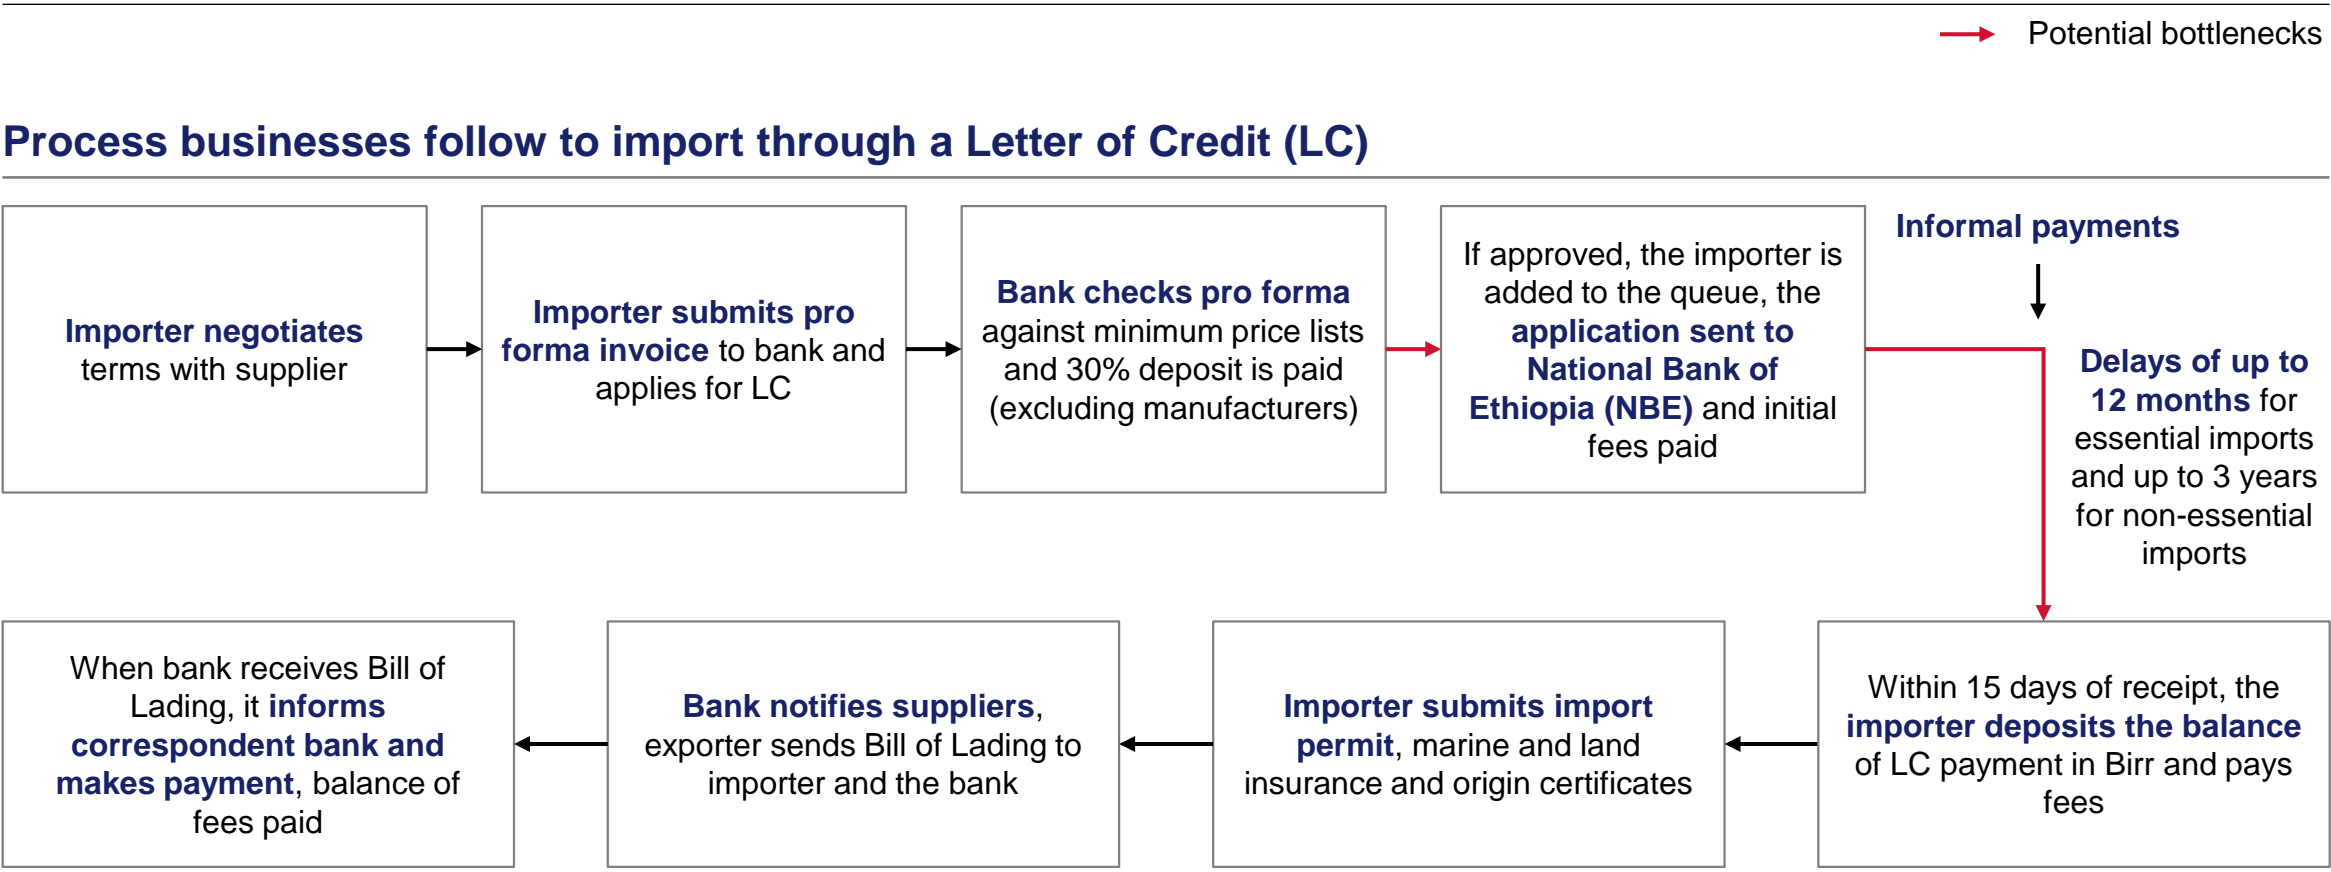 Potential bottlenecks
Process businesses follow to import through a Letter of Credit (LC)
Importer negotiates
terms with supplier
Importer submits pro
forma invoice to bank and
applies for LC
Bank checks pro forma
against minimum price lists
and 30% deposit is paid
(excluding manufacturers)
If approved, the importer is
added to the queue, the
application sent to
National Bank of
Ethiopia (NBE) and initial
fees paid
Informal payments
Delays of up to
12 months for
essential imports
and up to 3 years
for non-essential
imports
Within 15 days of receipt, the
importer deposits the balance
of LC payment in Birr and pays
fees
Importer submits import
permit, marine and land
insurance and origin certificates
Bank notifies suppliers,
exporter sends Bill of Lading to
importer and the bank
When bank receives Bill of
Lading, it informs
correspondent bank and
makes payment, balance of
fees paid